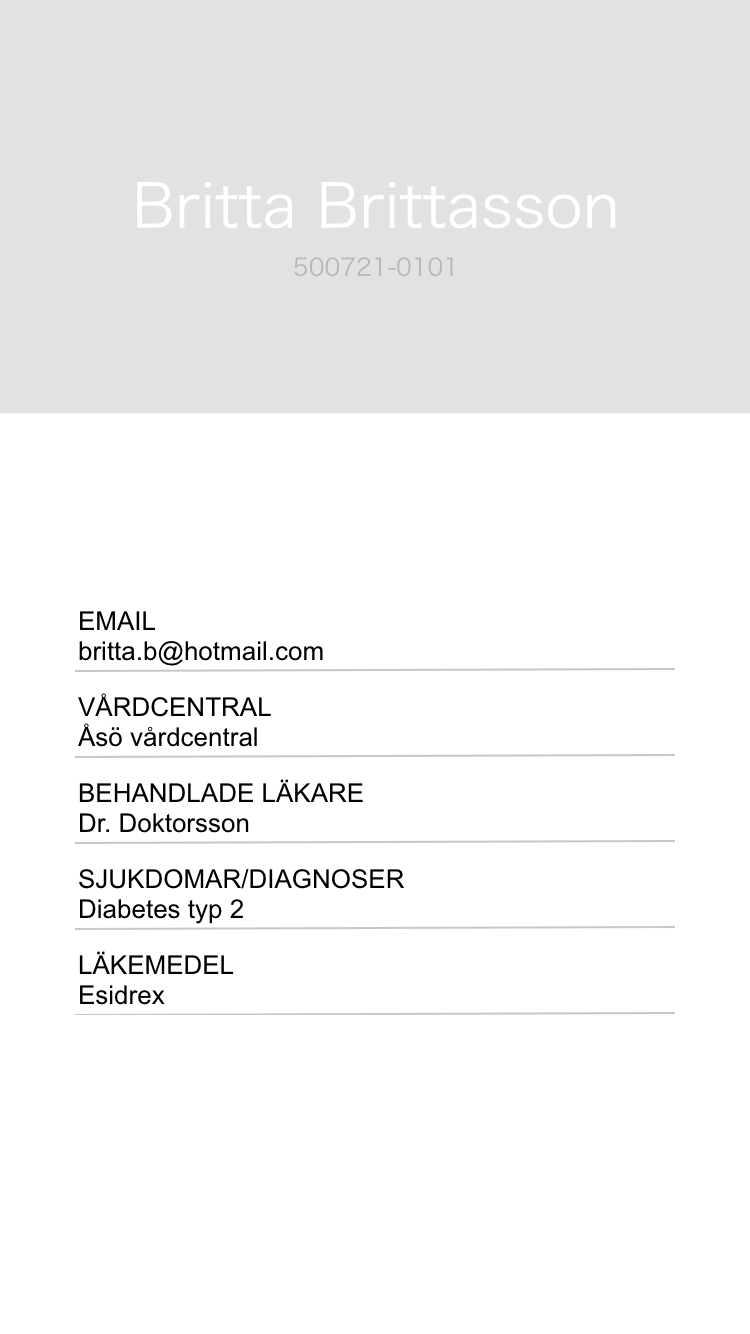 Britta Brittasson
500721-0101
EMAIL
britta.b@hotmail.com
VÅRDCENTRAL
Åsö vårdcentral
BEHANDLADE LÄKARE
Dr. Doktorsson
SJUKDOMAR/DIAGNOSER
Diabetes typ 2
LÄKEMEDEL
Esidrex